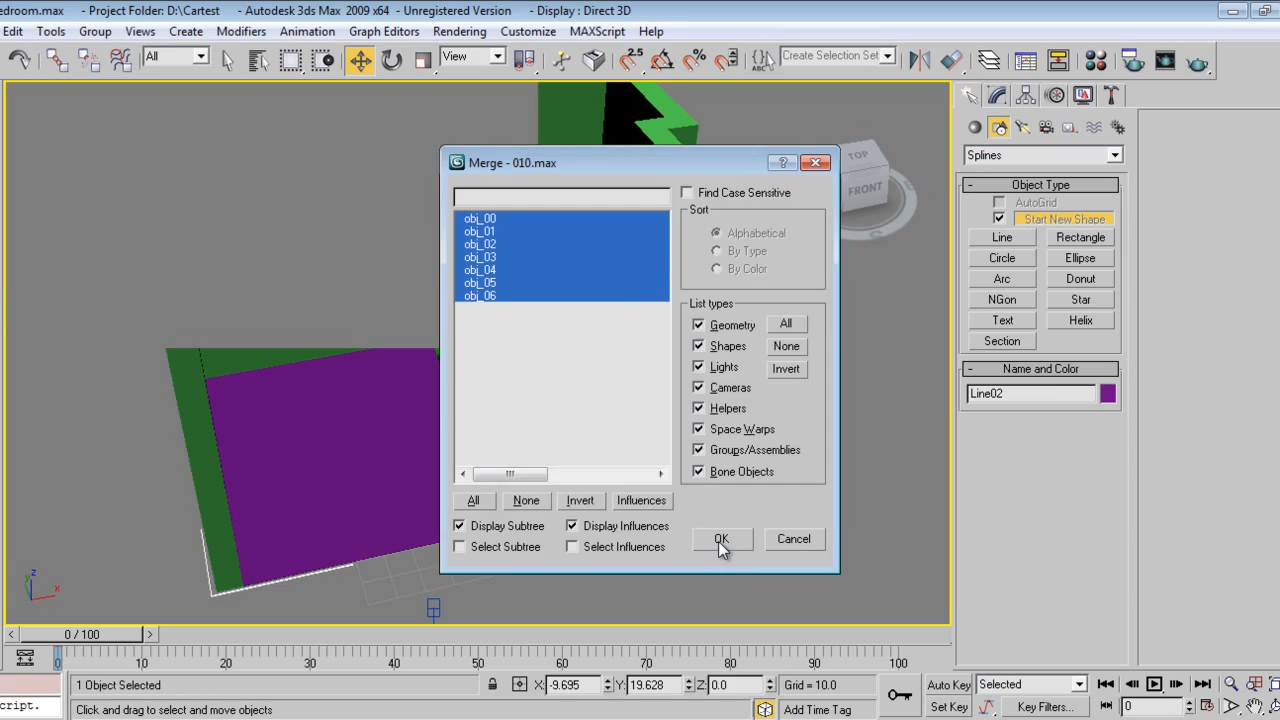 edroom.max - Project Folder: D:\Cartest - Autodesk 3ds Max 2009 x64 - Unregistered Version - Display : Direct 3D
Edit Tools Group Views Create Modifiers Animation Graph Editors Rendering Customize MAXScript Help
All View 2.5 ABC Create Selection Set
TOP
FRONT
Merge - 010.max
Find Case Sensitive
Sort
Alphabetical
By Type
By Color
obj_00
obj_01
obj_02
obj_03
obj_04
obj_05
obj_06
List types
Geometry All
Shapes None
Lights Invert
Cameras
Helpers
Space Warps
Groups/Assemblies
Bone Objects
All None Invert Influences
Display Subtree Display Influences
Select Subtree Select Influences
OK Cancel
Splines
- Object Type
AutoGrid
Start New Shape
Line Rectangle
Circle Ellipse
Arc Donut
NGon Star
Text Helix
Section
- Name and Color
Line02
z
x
< 0 / 100 >
0 10 20 30 40 50 60 70 80 90 100
1 Object Selected X: -9.695 Y: 19.628 Z: 0.0 Grid = 10.0 Auto Key Selected
cript. Click and drag to select and move objects Add Time Tag Set Key Key Filters... 0